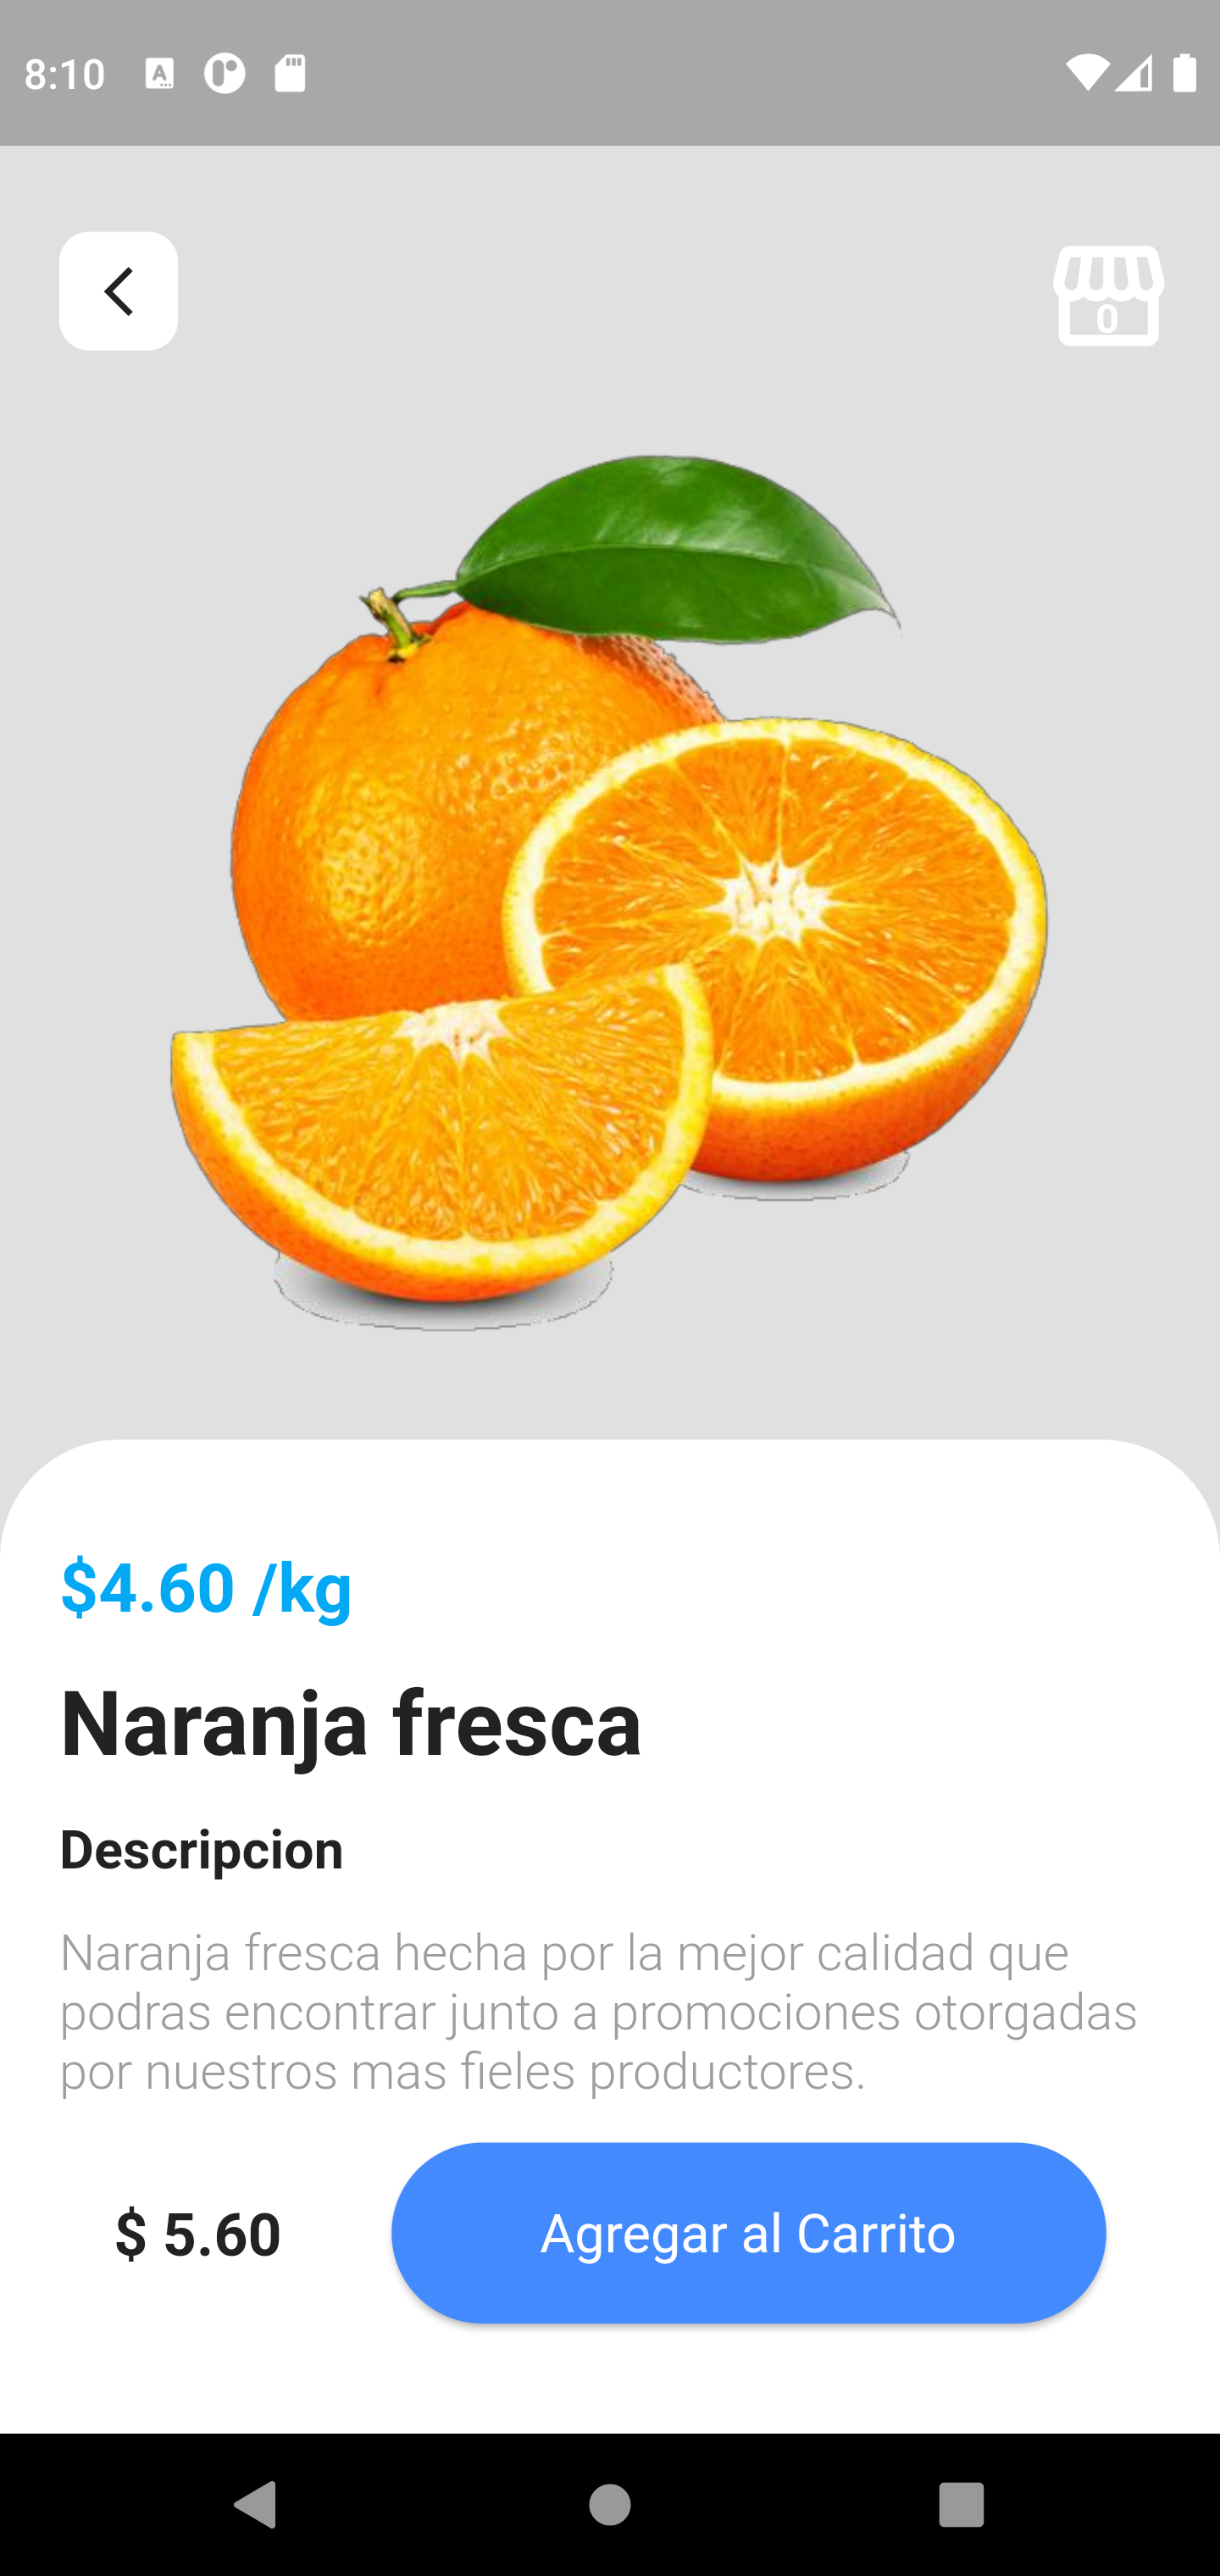 8:10
0
$4.60 /kg
Naranja fresca
Descripcion
Naranja fresca hecha por la mejor calidad que
podras encontrar junto a promociones otorgadas
por nuestros mas fieles productores.
$ 5.60
Agregar al Carrito